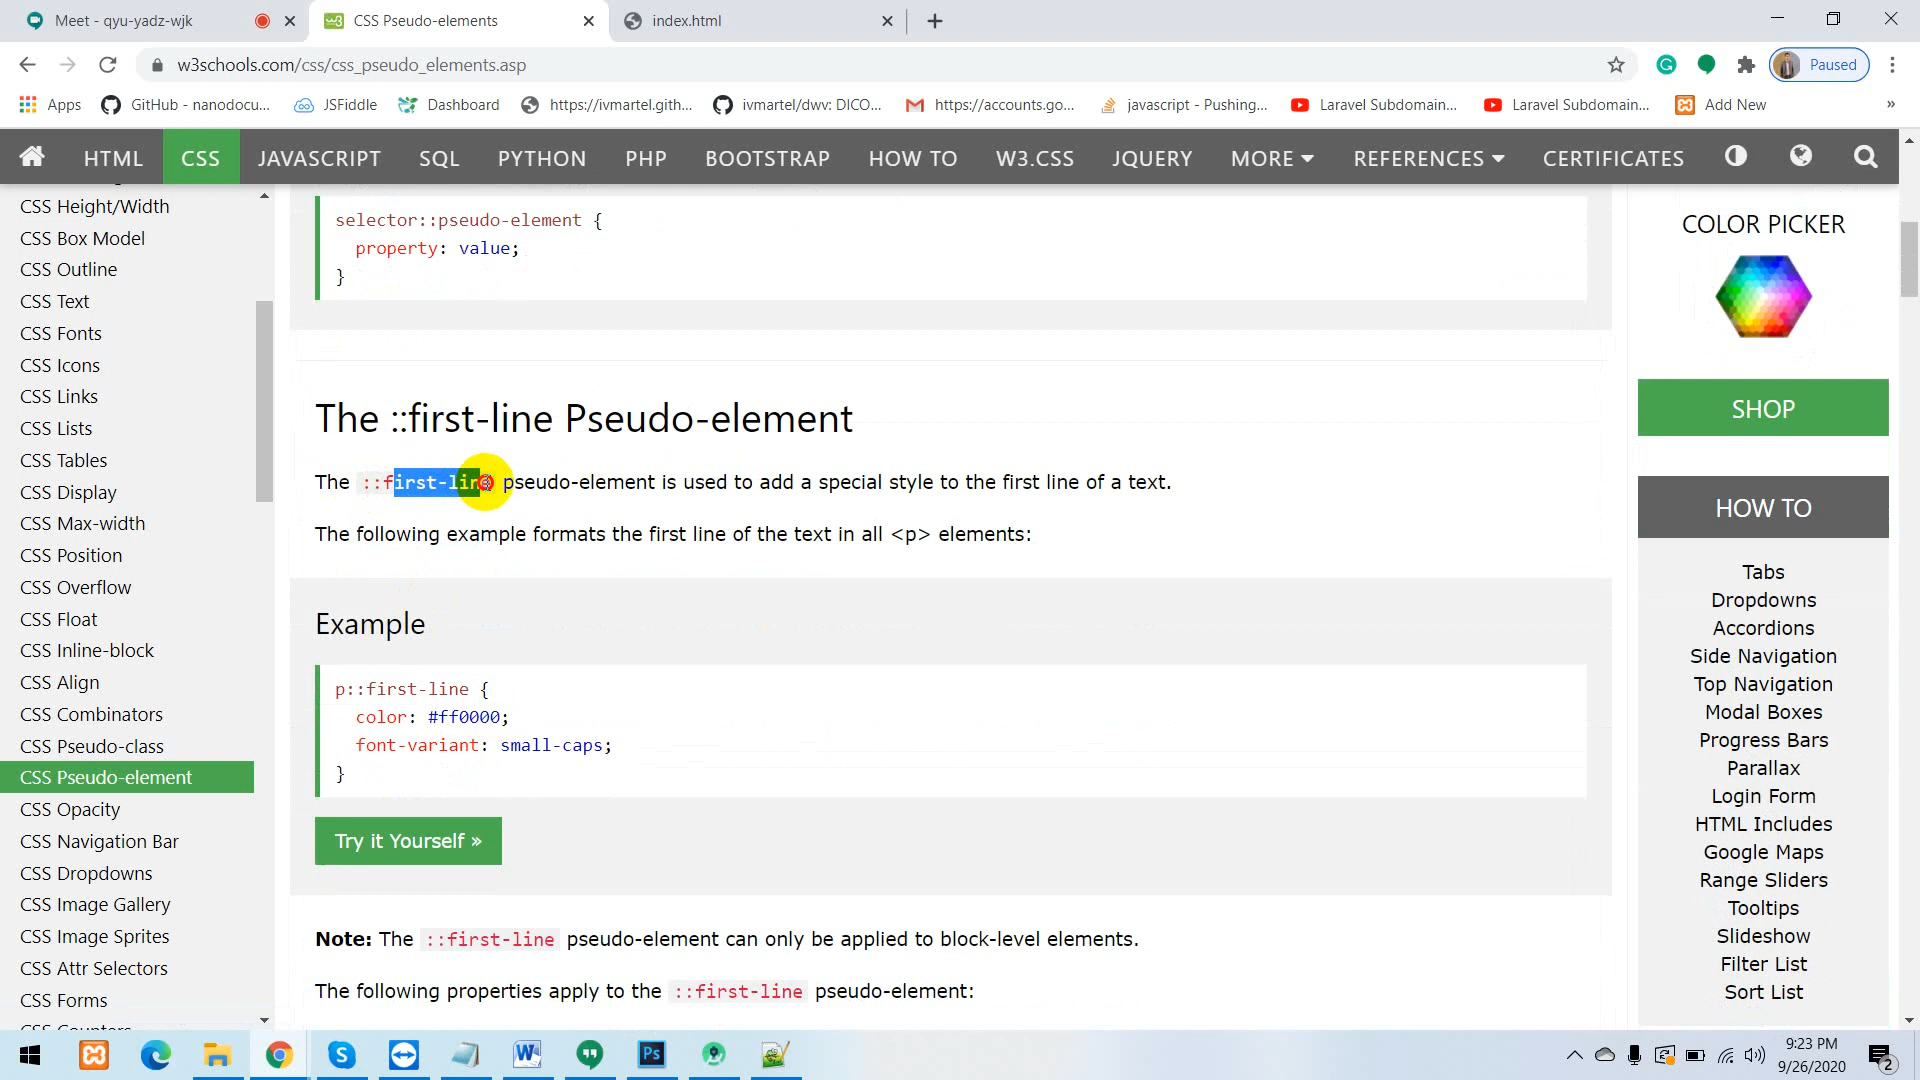 Meet - qyu-yadz-wjk
CSS Pseudo-elements
index.html
w3schools.com/css/css_pseudo_elements.asp
Paused
Apps
GitHub - nanodocu...
JSFiddle
Dashboard
https://ivmartel.gith...
ivmartel/dwv: DICO...
https://accounts.go...
javascript - Pushing...
Laravel Subdomain...
Laravel Subdomain...
Add New
»
HTML
CSS
JAVASCRIPT
SQL
PYTHON
PHP
BOOTSTRAP
HOW TO
W3.CSS
JQUERY
MORE
REFERENCES
CERTIFICATES
CSS Height/Width
CSS Box Model
CSS Outline
CSS Text
CSS Fonts
CSS Icons
CSS Links
CSS Lists
CSS Tables
CSS Display
CSS Max-width
CSS Position
CSS Overflow
CSS Float
CSS Inline-block
CSS Align
CSS Combinators
CSS Pseudo-class
CSS Pseudo-element
CSS Opacity
CSS Navigation Bar
CSS Dropdowns
CSS Image Gallery
CSS Image Sprites
CSS Attr Selectors
CSS Forms
selector::pseudo-element {
property: value;
}
The ::first-line Pseudo-element
The ::first-line pseudo-element is used to add a special style to the first line of a text.
The following example formats the first line of the text in all <p> elements:
Example
p::first-line {
color: #ff0000;
font-variant: small-caps;
}
Try it Yourself »
Note: The ::first-line pseudo-element can only be applied to block-level elements.
The following properties apply to the ::first-line pseudo-element:
COLOR PICKER
SHOP
HOW TO
Tabs
Dropdowns
Accordions
Side Navigation
Top Navigation
Modal Boxes
Progress Bars
Parallax
Login Form
HTML Includes
Google Maps
Range Sliders
Tooltips
Slideshow
Filter List
Sort List
9:23 PM
9/26/2020
2